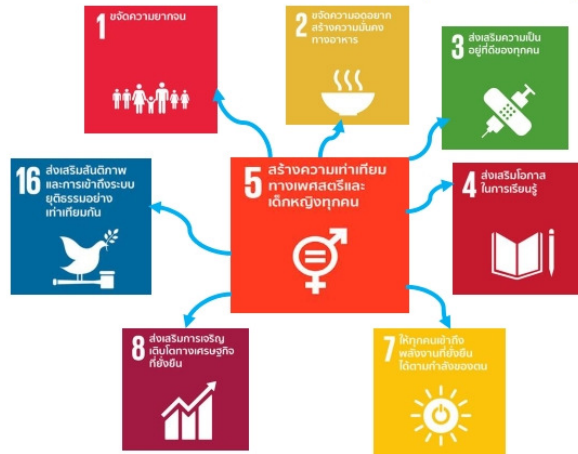 1 ขจัดความยากจน
2 ขจัดความอดอยาก
สร้างความมั่นคง
ทางอาหาร
3 ส่งเสริมความเป็น
อยู่ที่ดีของทุกคน
16 ส่งเสริมสันติภาพ
และการเข้าถึงระบบ
ยุติธรรมอย่าง
เท่าเทียมกัน
5 สร้างความเท่าเทียม
ทางเพศสตรีและ
เด็กหญิงทุกคน
4 ส่งเสริมโอกาส
ในการเรียนรู้
8 ส่งเสริมการเจริญ
เติบโตทางเศรษฐกิจ
ที่ยั่งยืน
7 ให้ทุกคนเข้าถึง
พลังงานที่ยั่งยืน
ได้ตามกำลังของตน